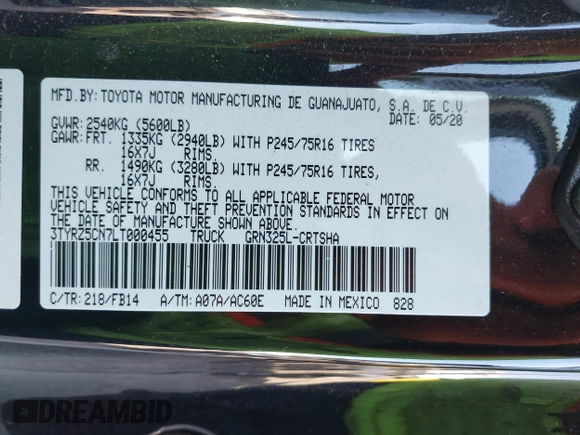 MFD.BY: TOYOTA MOTOR MANUFACTURING DE GUANAJUATO, S.A. DE C.V.
GVWR: 2540KG (5600LB) DATE: 05/20
GAWR: FRT. 1335KG (2940LB) WITH P245/75R16 TIRES
16X7J RIMS.
RR. 1490KG (3280LB) WITH P245/75R16 TIRES,
16X7J RIMS.
THIS VEHICLE CONFORMS TO ALL APPLICABLE FEDERAL MOTOR
VEHICLE SAFETY AND THEFT PREVENTION STANDARDS IN EFFECT ON
THE DATE OF MANUFACTURE SHOWN ABOVE.
3TYRZ5CN7LT000455 TRUCK GRN325L-CRTSHA
C/TR: 218/FB14 A/TM: A07A/AC60E MADE IN MEXICO 828
DREAMBID